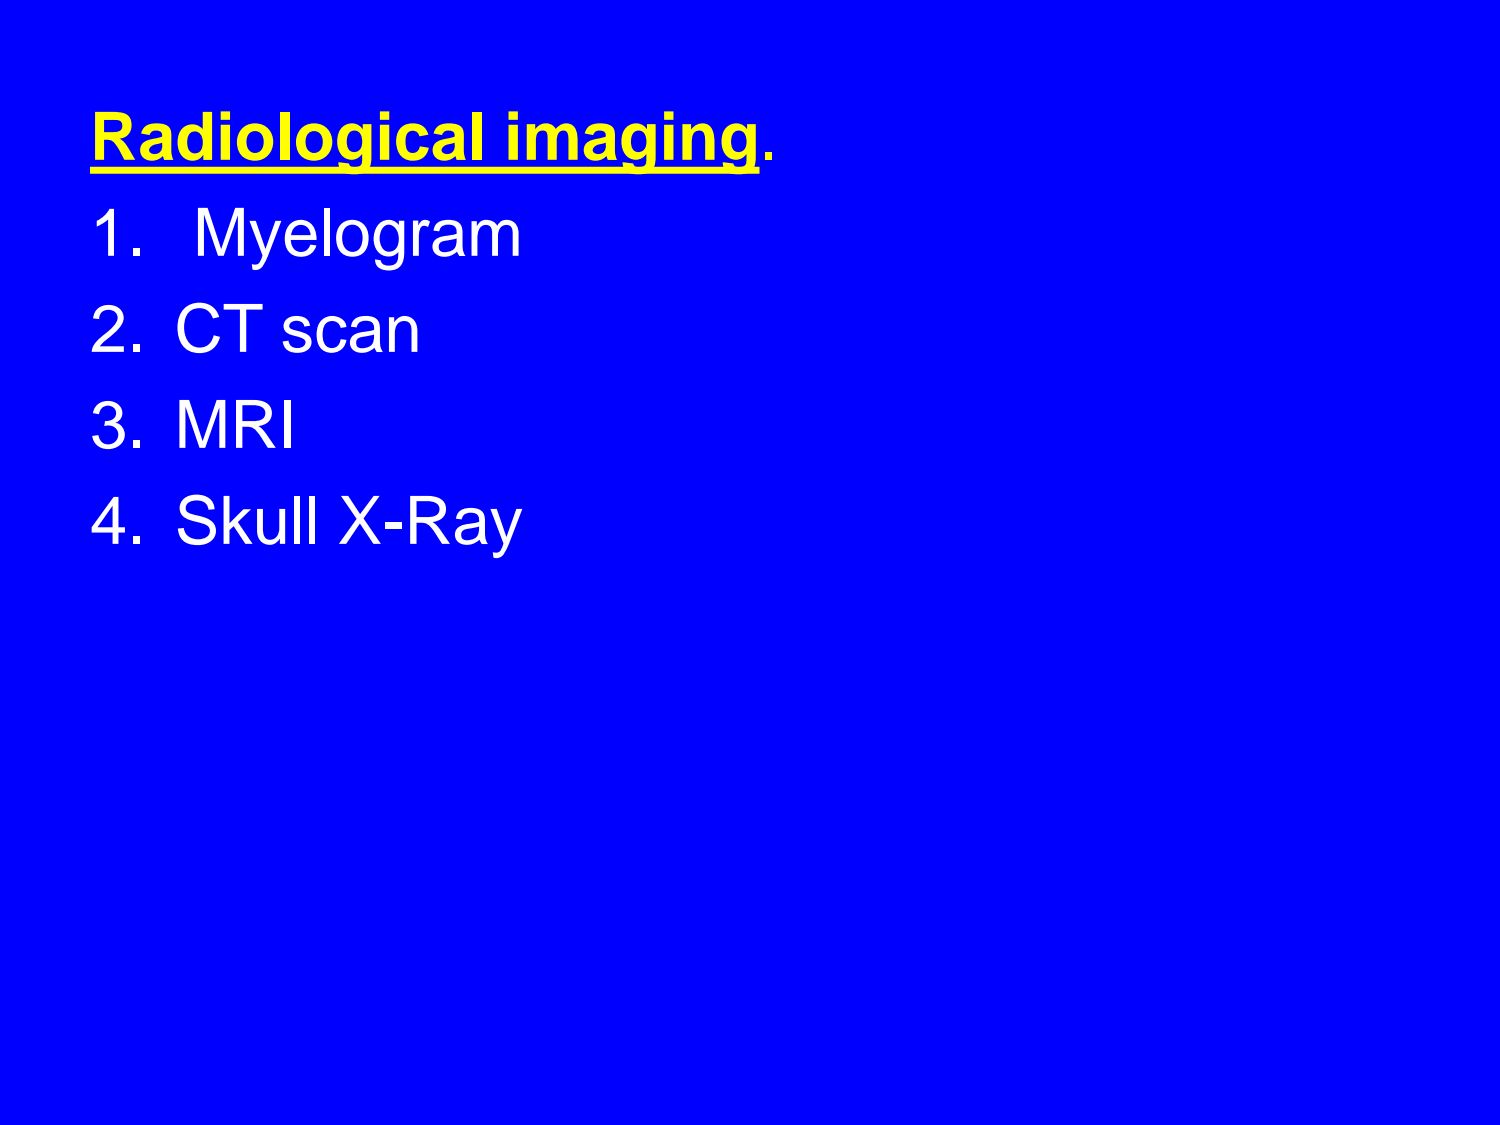 Radiological imaging.
1. Myelogram
2. CT scan
3. MRI
4. Skull X-Ray